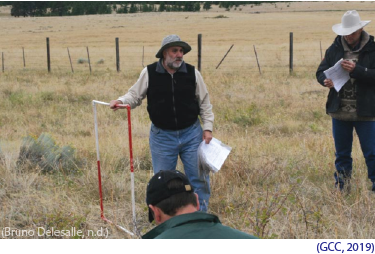 (Bruno Delesalle, n.d.)
(GCC, 2019)